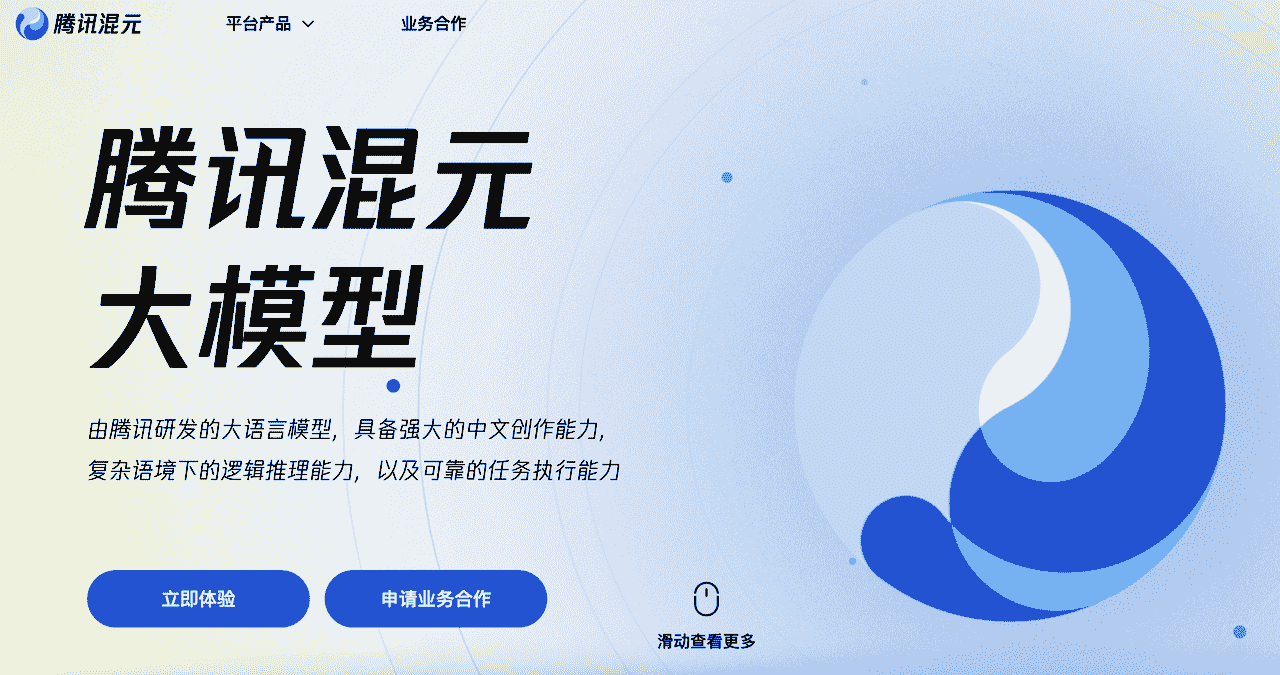 腾讯混元
平台产品
业务合作
腾讯混元
大模型
由腾讯研发的大语言模型，具备强大的中文创作能力，
复杂语境下的逻辑推理能力，以及可靠的任务执行能力
立即体验
申请业务合作
滑动查看更多